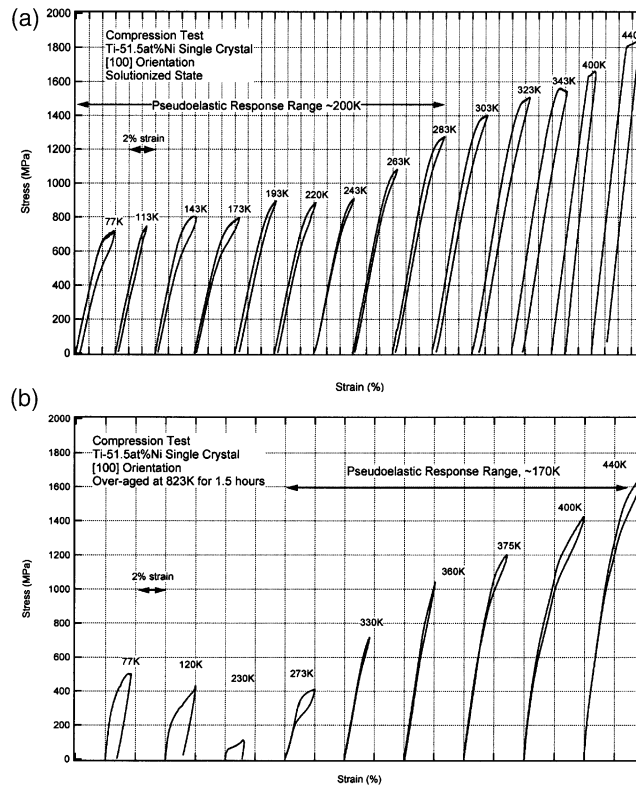 (a)
2000
1800
1600
1400
1200
1000
800
600
400
200
0
Stress (MPa)
Compression Test
Ti-51.5at%Ni Single Crystal
[100] Orientation
Solutionized State
Pseudoelastic Response Range ~200K
2% strain
77K
113K
143K
173K
193K
220K
243K
263K
283K
303K
323K
343K
400K
440
Strain (%)
(b)
2000
1800
1600
1400
1200
1000
800
600
400
200
0
Stress (MPa)
Compression Test
Ti-51.5at%Ni Single Crystal
[100] Orientation
Over-aged at 823K for 1.5 hours
Pseudoelastic Response Range, ~170K
2% strain
77K
120K
230K
273K
330K
360K
375K
400K
440K
Strain (%)